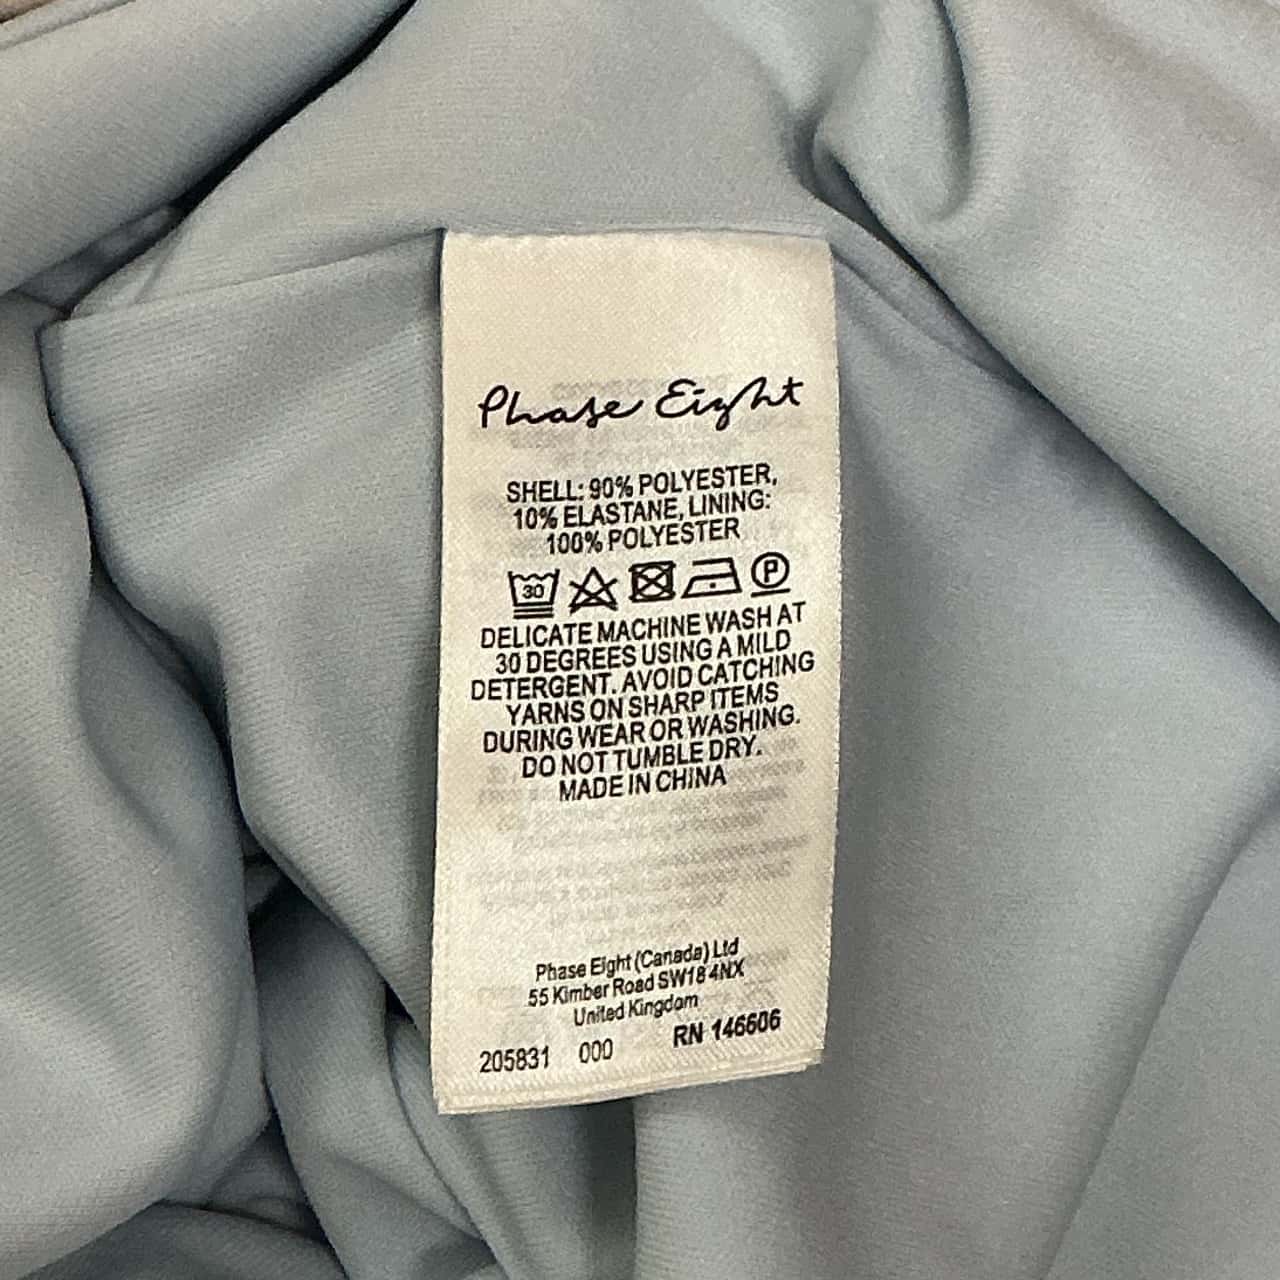 Phase Eight
SHELL: 90% POLYESTER,
10% ELASTANE, LINING:
100% POLYESTER
30 P
DELICATE MACHINE WASH AT
30 DEGREES USING A MILD
DETERGENT. AVOID CATCHING
YARNS ON SHARP ITEMS
DURING WEAR OR WASHING.
DO NOT TUMBLE DRY.
MADE IN CHINA
Phase Eight (Canada) Ltd
55 Kimber Road SW18 4NX
United Kingdom
205831 000 RN 146606